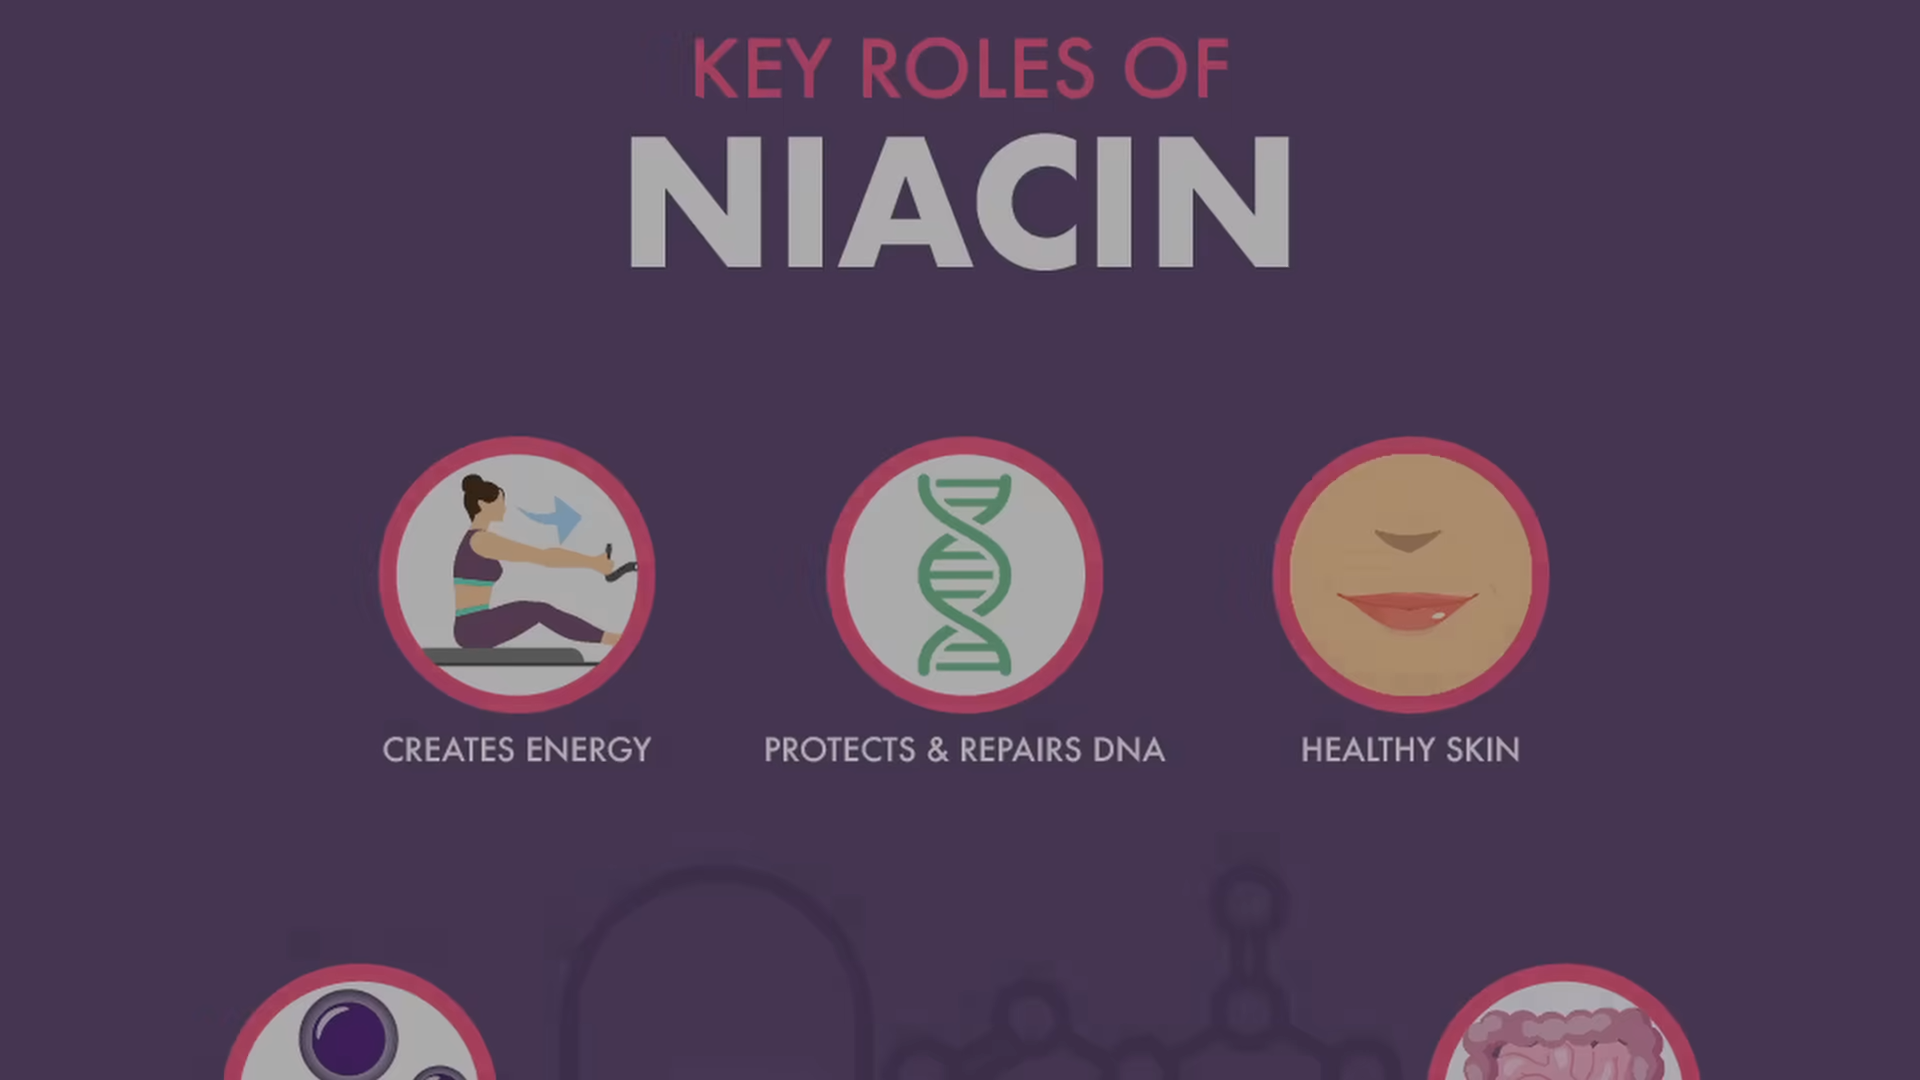 KEY ROLES OF
NIACIN
CREATES ENERGY
PROTECTS & REPAIRS DNA
HEALTHY SKIN